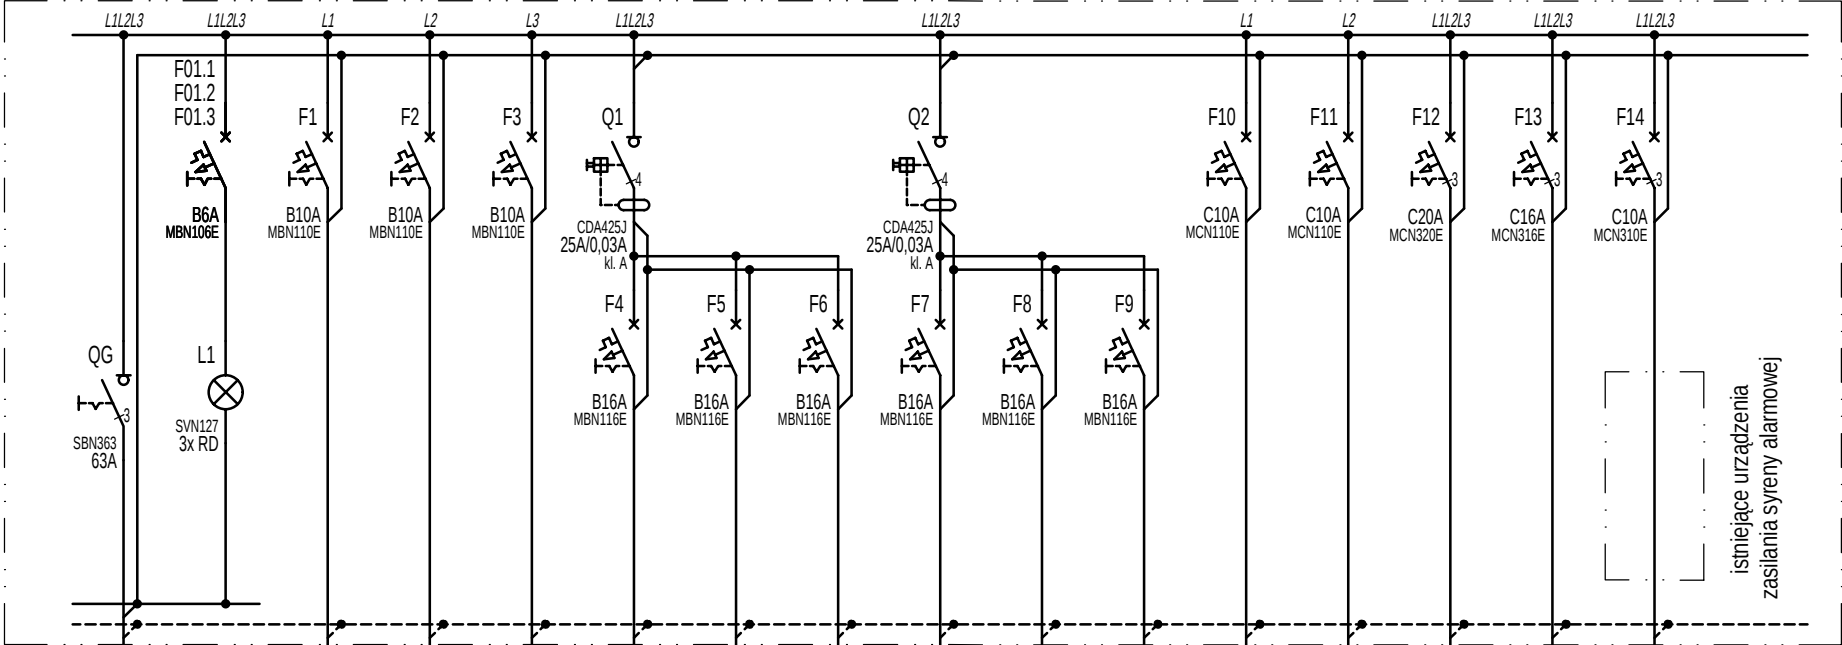 L1L2L3 L1L2L3 L1 L2 L3 L1L2L3 L1L2L3 L1 L2 L1L2L3 L1L2L3 L1L2L3
F01.1
F01.2
F01.3
F1 F2 F3 Q1 Q2 F10 F11 F12 F13 F14
4 4 3 3 3
B6A
MBN106E
B10A
MBN110E
B10A
MBN110E
B10A
MBN110E
CDA425J
25A/0,03A
kl. A
CDA425J
25A/0,03A
kl. A
C10A
MCN110E
C10A
MCN110E
C20A
MCN320E
C16A
MCN316E
C10A
MCN310E
F4 F5 F6 F7 F8 F9
QG
3
SBN363
63A
L1
SVN127
3x RD
B16A
MBN116E
B16A
MBN116E
B16A
MBN116E
B16A
MBN116E
B16A
MBN116E
B16A
MBN116E
istniejące urządzenia
zasilania syreny alarmowej